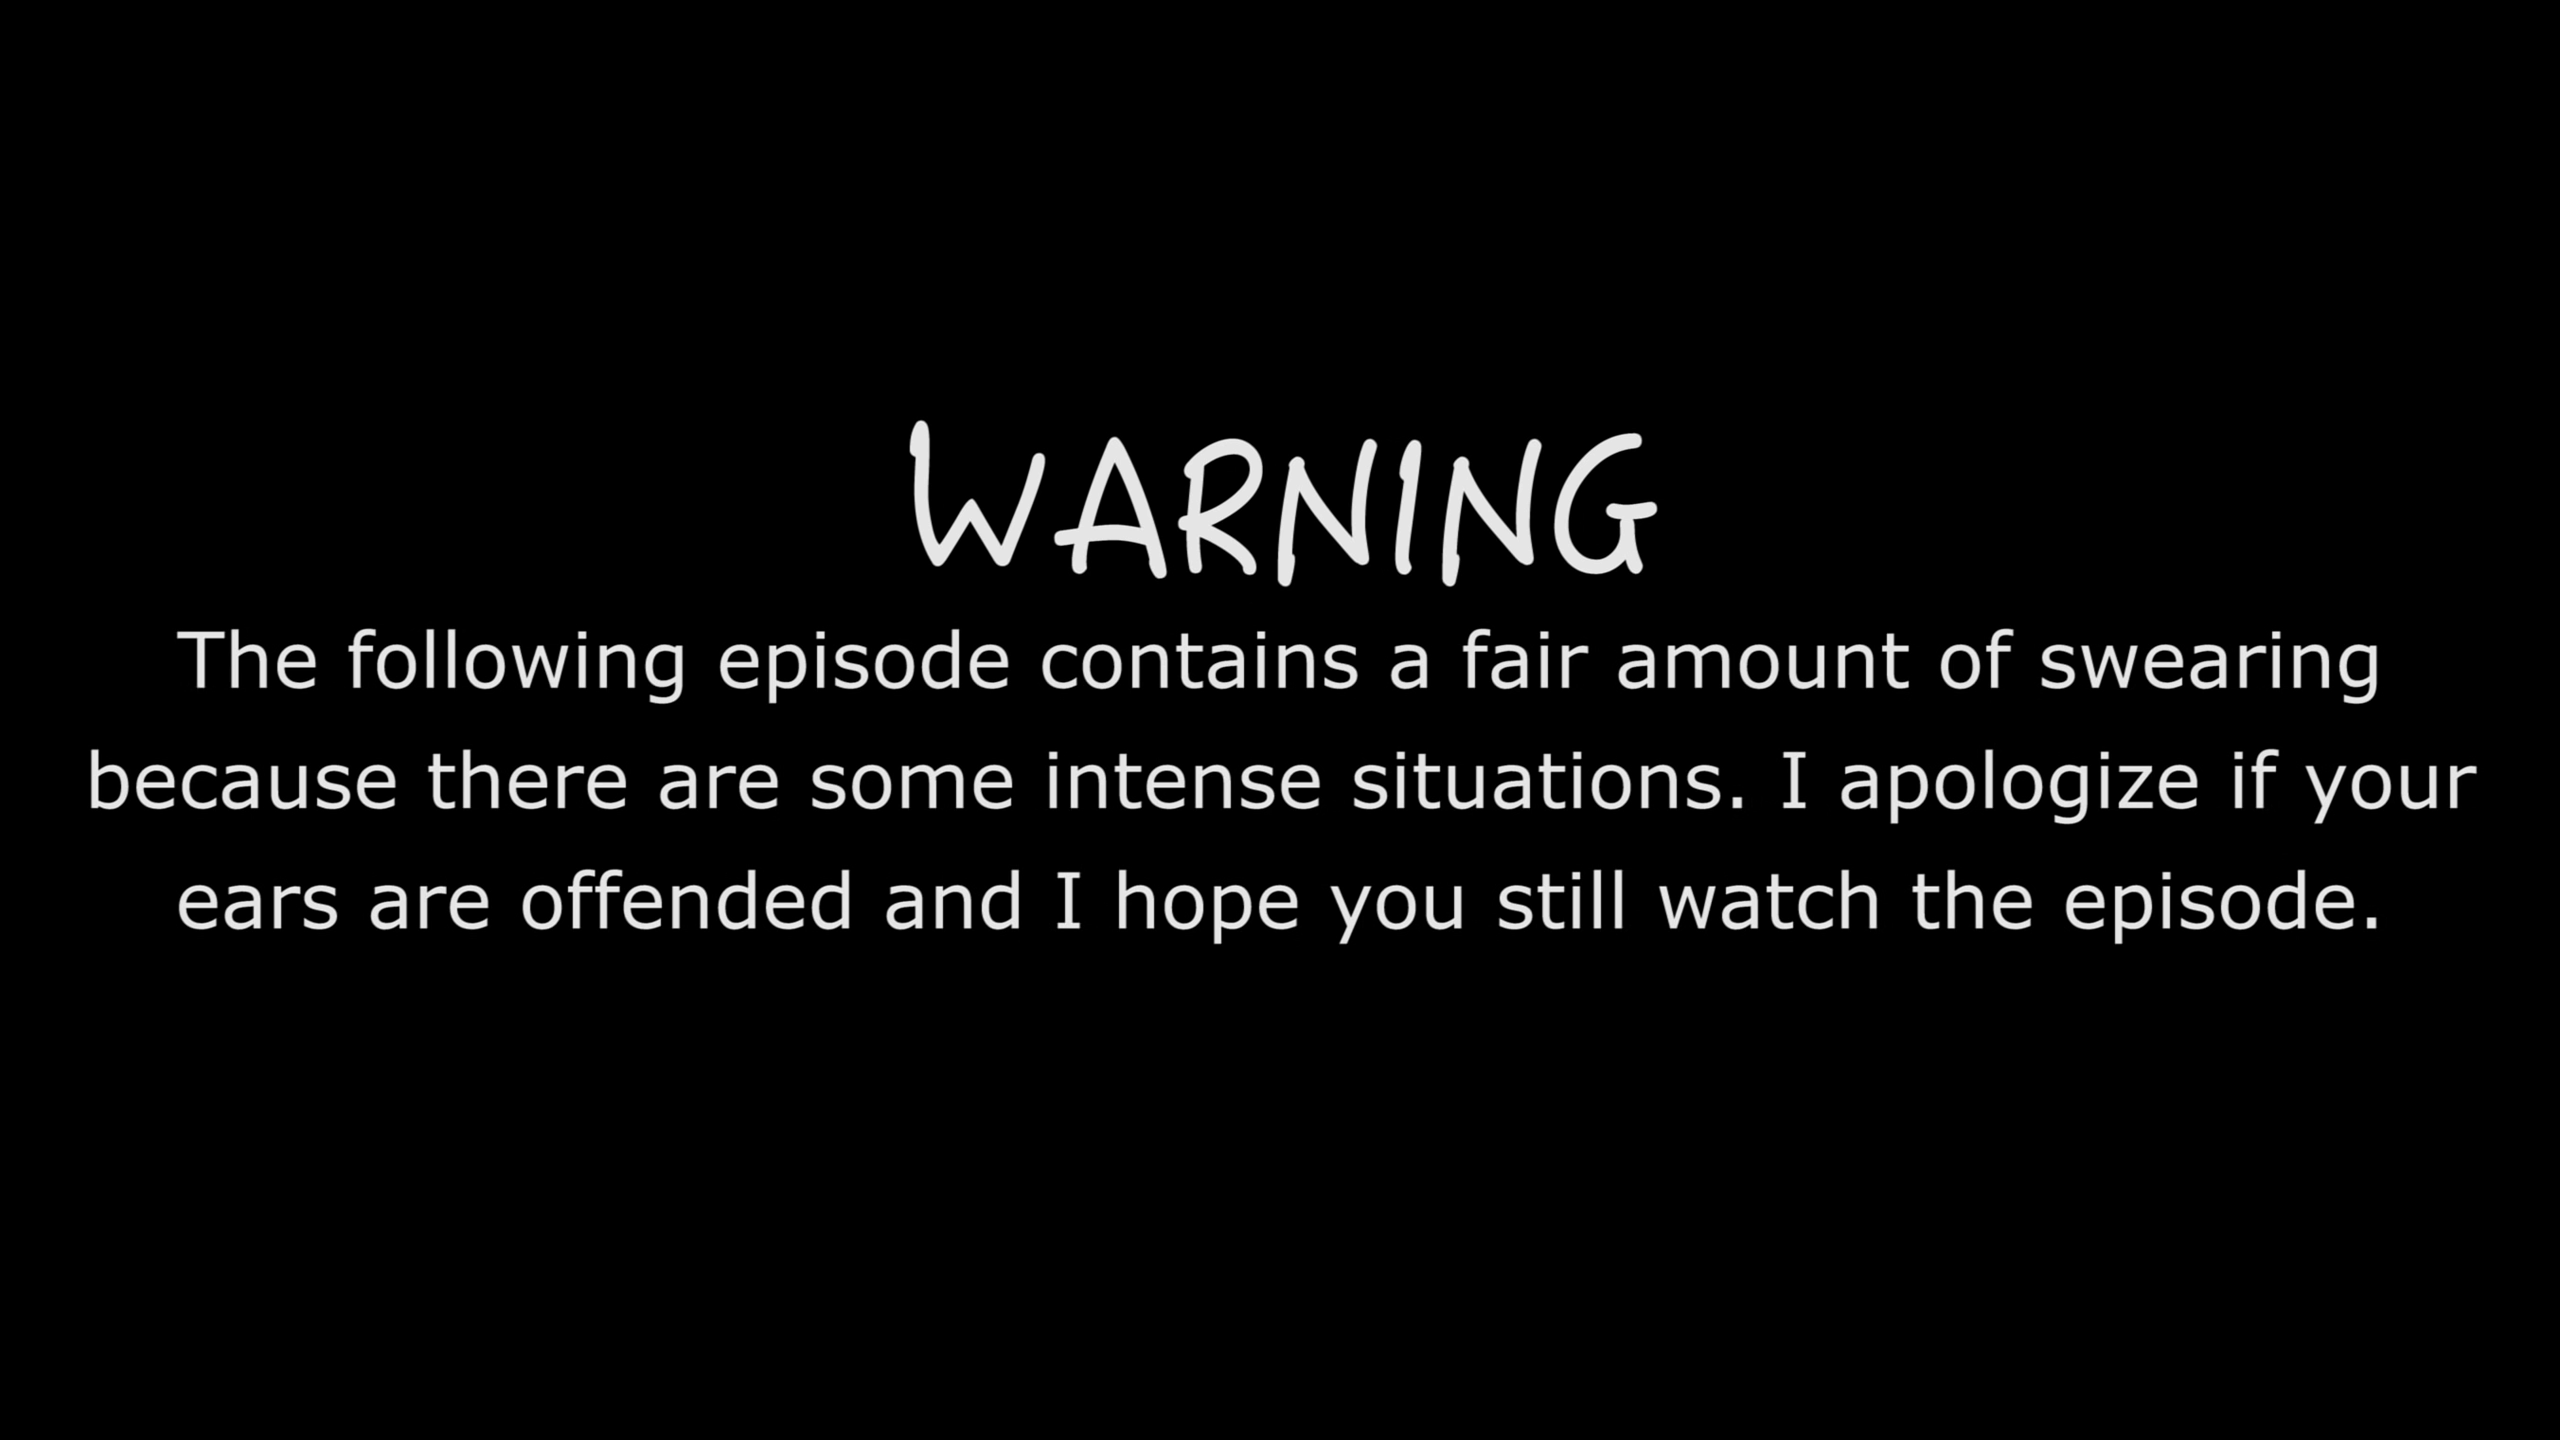 WARNING
The following episode contains a fair amount of swearing
because there are some intense situations. I apologize if your
ears are offended and I hope you still watch the episode.